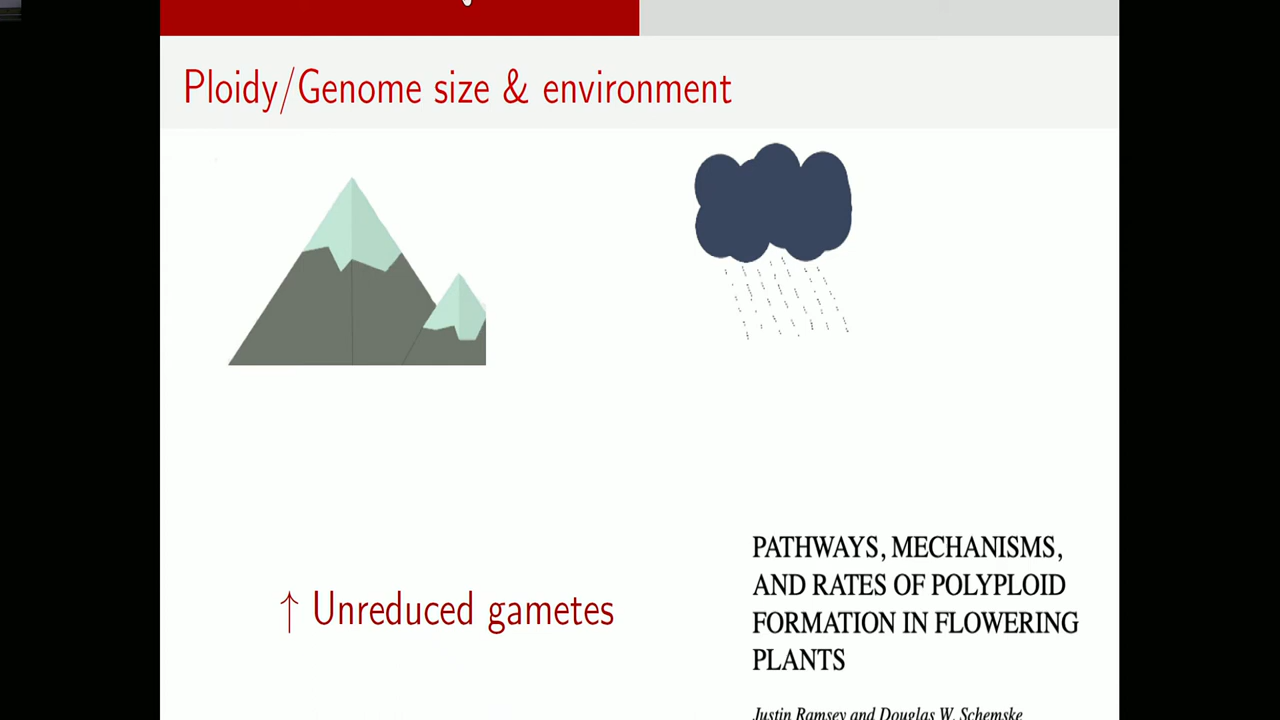 Ploidy/Genome size & environment
↑ Unreduced gametes
PATHWAYS, MECHANISMS,
AND RATES OF POLYPLOID
FORMATION IN FLOWERING
PLANTS
Justin Ramsey and Douglas W. Schemske